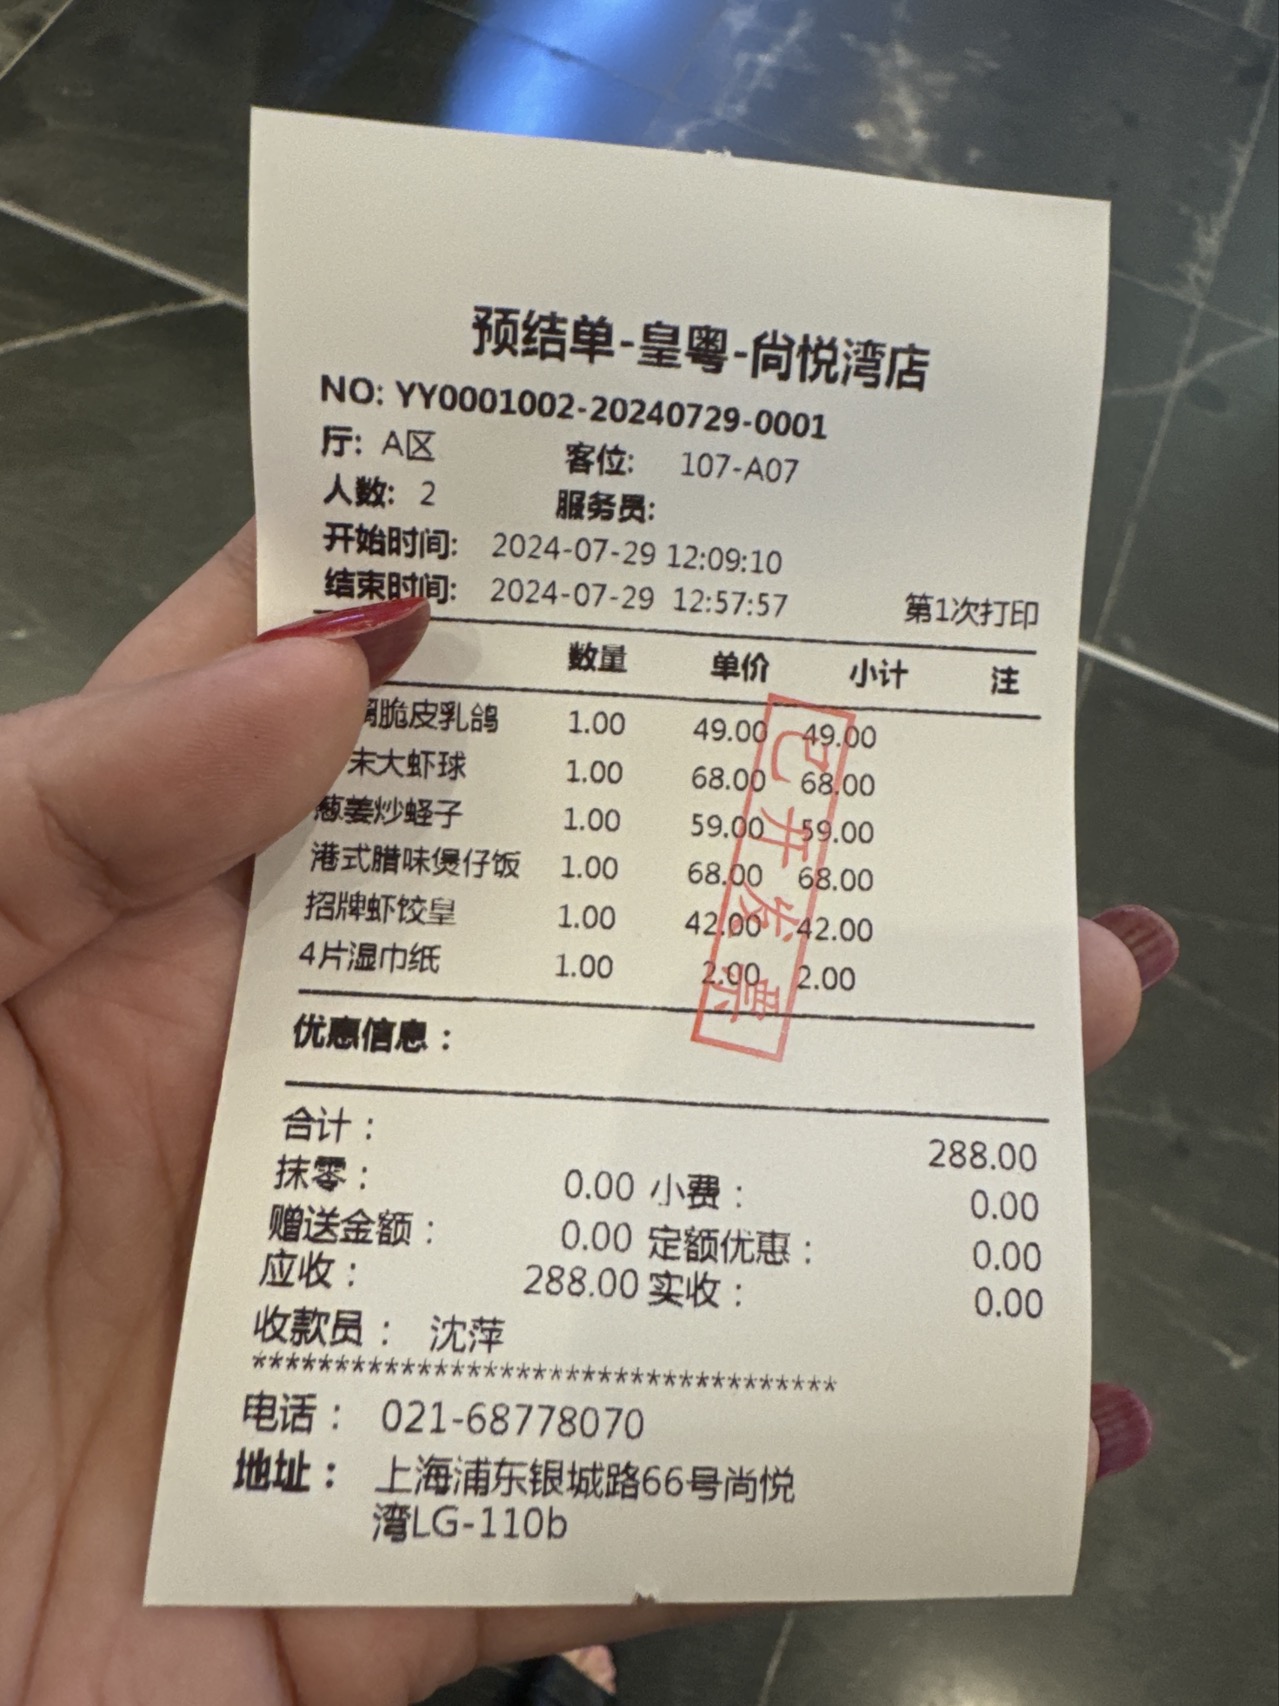 预结单-皇粤-尚悦湾店
NO: YY0001002-20240729-0001
厅: A区 客位: 107-A07
人数: 2 服务员:
开始时间: 2024-07-29 12:09:10
结束时间: 2024-07-29 12:57:57 第1次打印
数量 单价 小计 注
脆皮乳鸽 1.00 49.00 49.00
末大虾球 1.00 68.00 68.00
葱姜炒蛏子 1.00 59.00 59.00
港式腊味煲仔饭 1.00 68.00 68.00
招牌虾饺皇 1.00 42.00 42.00
4片湿巾纸 1.00 2.00 2.00
已开发票
优惠信息：
合计： 288.00
抹零： 0.00 小费： 0.00
赠送金额： 0.00 定额优惠： 0.00
应收： 288.00 实收： 0.00
收款员： 沈萍
************************************
电话： 021-68778070
地址： 上海浦东银城路66号尚悦
湾LG-110b